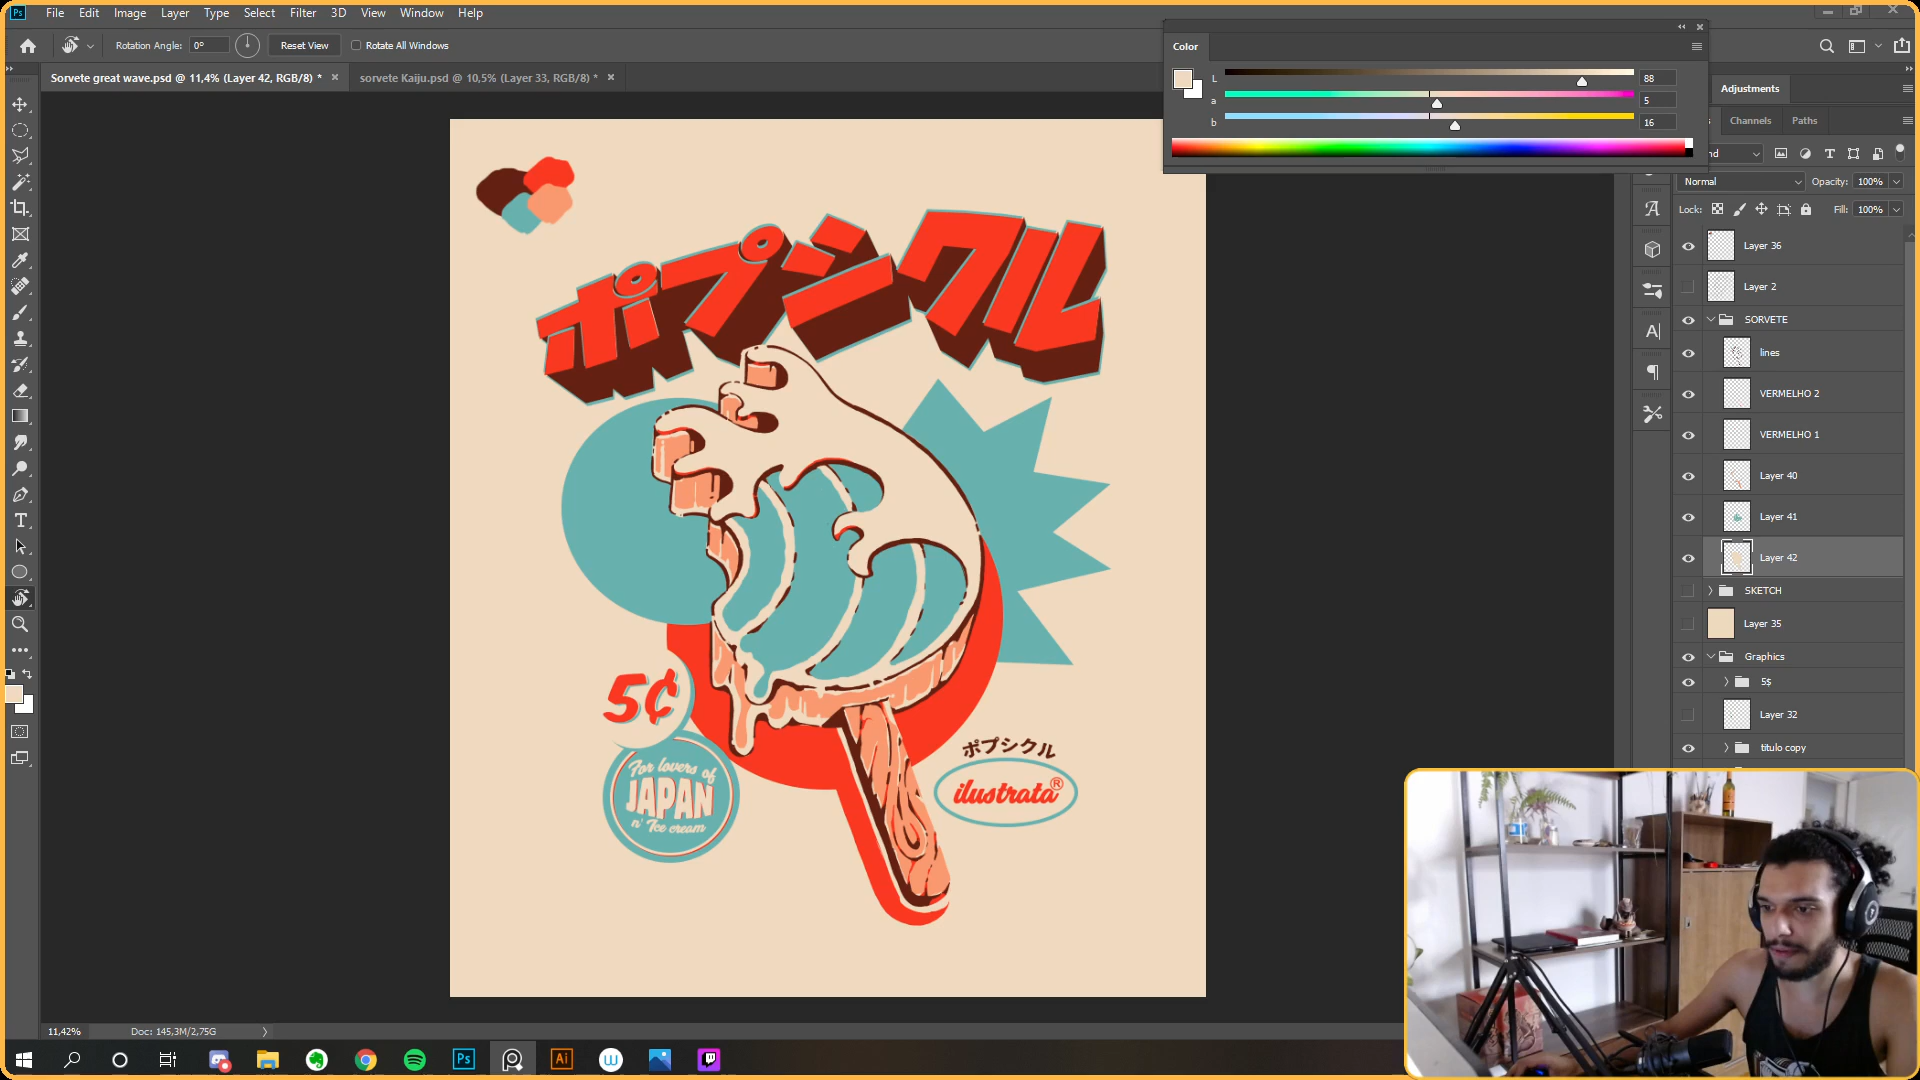 Ps File Edit Image Layer Type Select Filter 3D View Window Help
Rotation Angle: 0° Reset View Rotate All Windows
Sorvete great wave.psd @ 11,4% (Layer 42, RGB/8) * × sorvete Kaiju.psd @ 10,5% (Layer 33, RGB/8) * ×
Color
L 88
a 5
b 16
Adjustments
Channels Paths
Normal Opacity: 100%
Lock: Fill: 100%
Layer 36
Layer 2
SORVETE
lines
VERMELHO 2
VERMELHO 1
Layer 40
Layer 41
Layer 42
SKETCH
Layer 35
Graphics
5$
Layer 32
titulo copy
ポプシクル
5¢
For lovers of
JAPAN
n' Ice cream
ポプシクル
ilustrata®
11,42% Doc: 145,3M/2,75G
Ps Ai